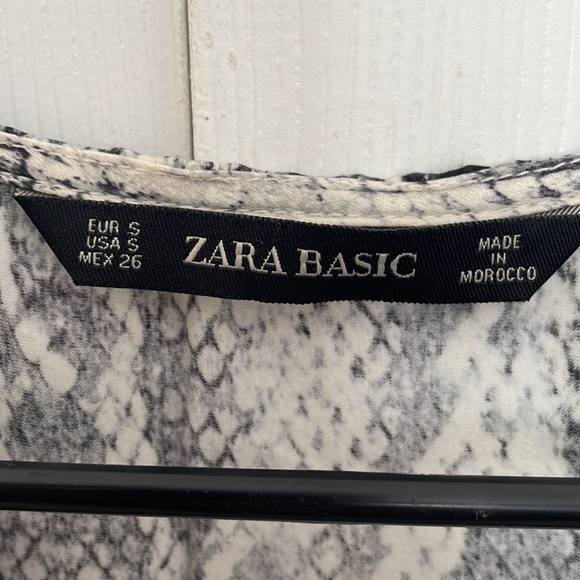 EUR S
USA S
MEX 26
ZARA BASIC
MADE
IN
MOROCCO